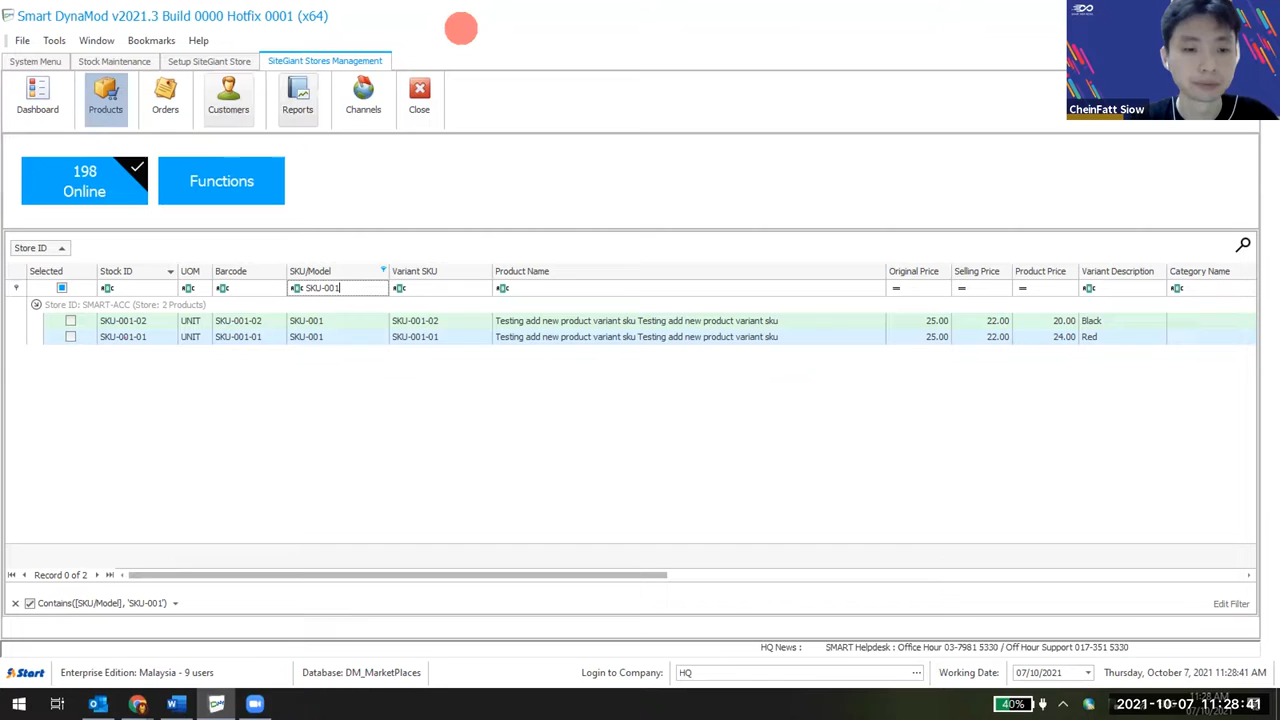 Smart DynaMod v2021.3 Build 0000 Hotfix 0001 (x64)
File Tools Window Bookmarks Help
System Menu Stock Maintenance Setup SiteGiant Store SiteGiant Stores Management
Dashboard Products Orders Customers Reports Channels Close
CheinFatt Siow
198 Online
Functions
Store ID
Selected Stock ID UOM Barcode SKU/Model Variant SKU Product Name Original Price Selling Price Product Price Variant Description Category Name
SKU-001
Store ID: SMART-ACC (Store: 2 Products)
SKU-001-02 UNIT SKU-001-02 SKU-001 SKU-001-02 Testing add new product variant sku Testing add new product variant sku 25.00 22.00 20.00 Black
SKU-001-01 UNIT SKU-001-01 SKU-001 SKU-001-01 Testing add new product variant sku Testing add new product variant sku 25.00 22.00 24.00 Red
Record 0 of 2
Contains([SKU/Model], 'SKU-001') Edit Filter
HQ News : SMART Helpdesk : Office Hour 03-7981 5330 / Off Hour Support 017-351 5330
Start Enterprise Edition: Malaysia - 9 users Database:DM_MarketPlaces Login to Company: HQ Working Date: 07/10/2021 Thursday, October 7, 2021 11:28:41 AM
40% 2021-10-07 11:28:41